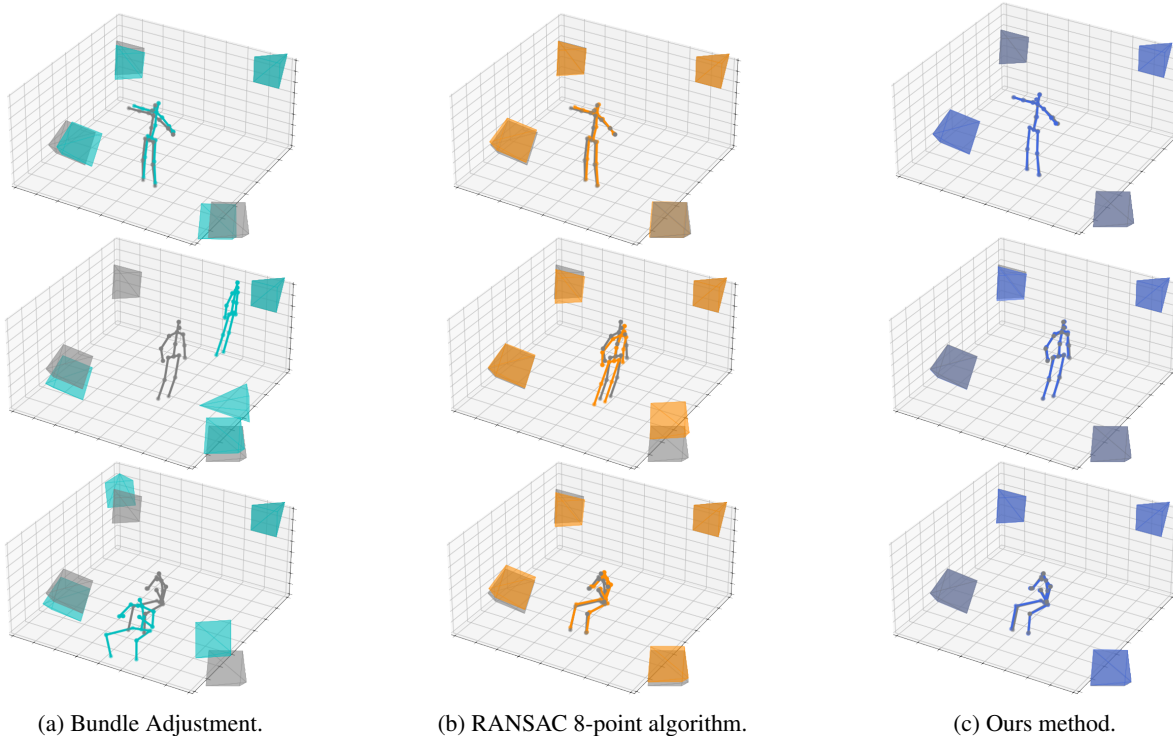 (a) Bundle Adjustment.
(b) RANSAC 8-point algorithm.
(c) Ours method.